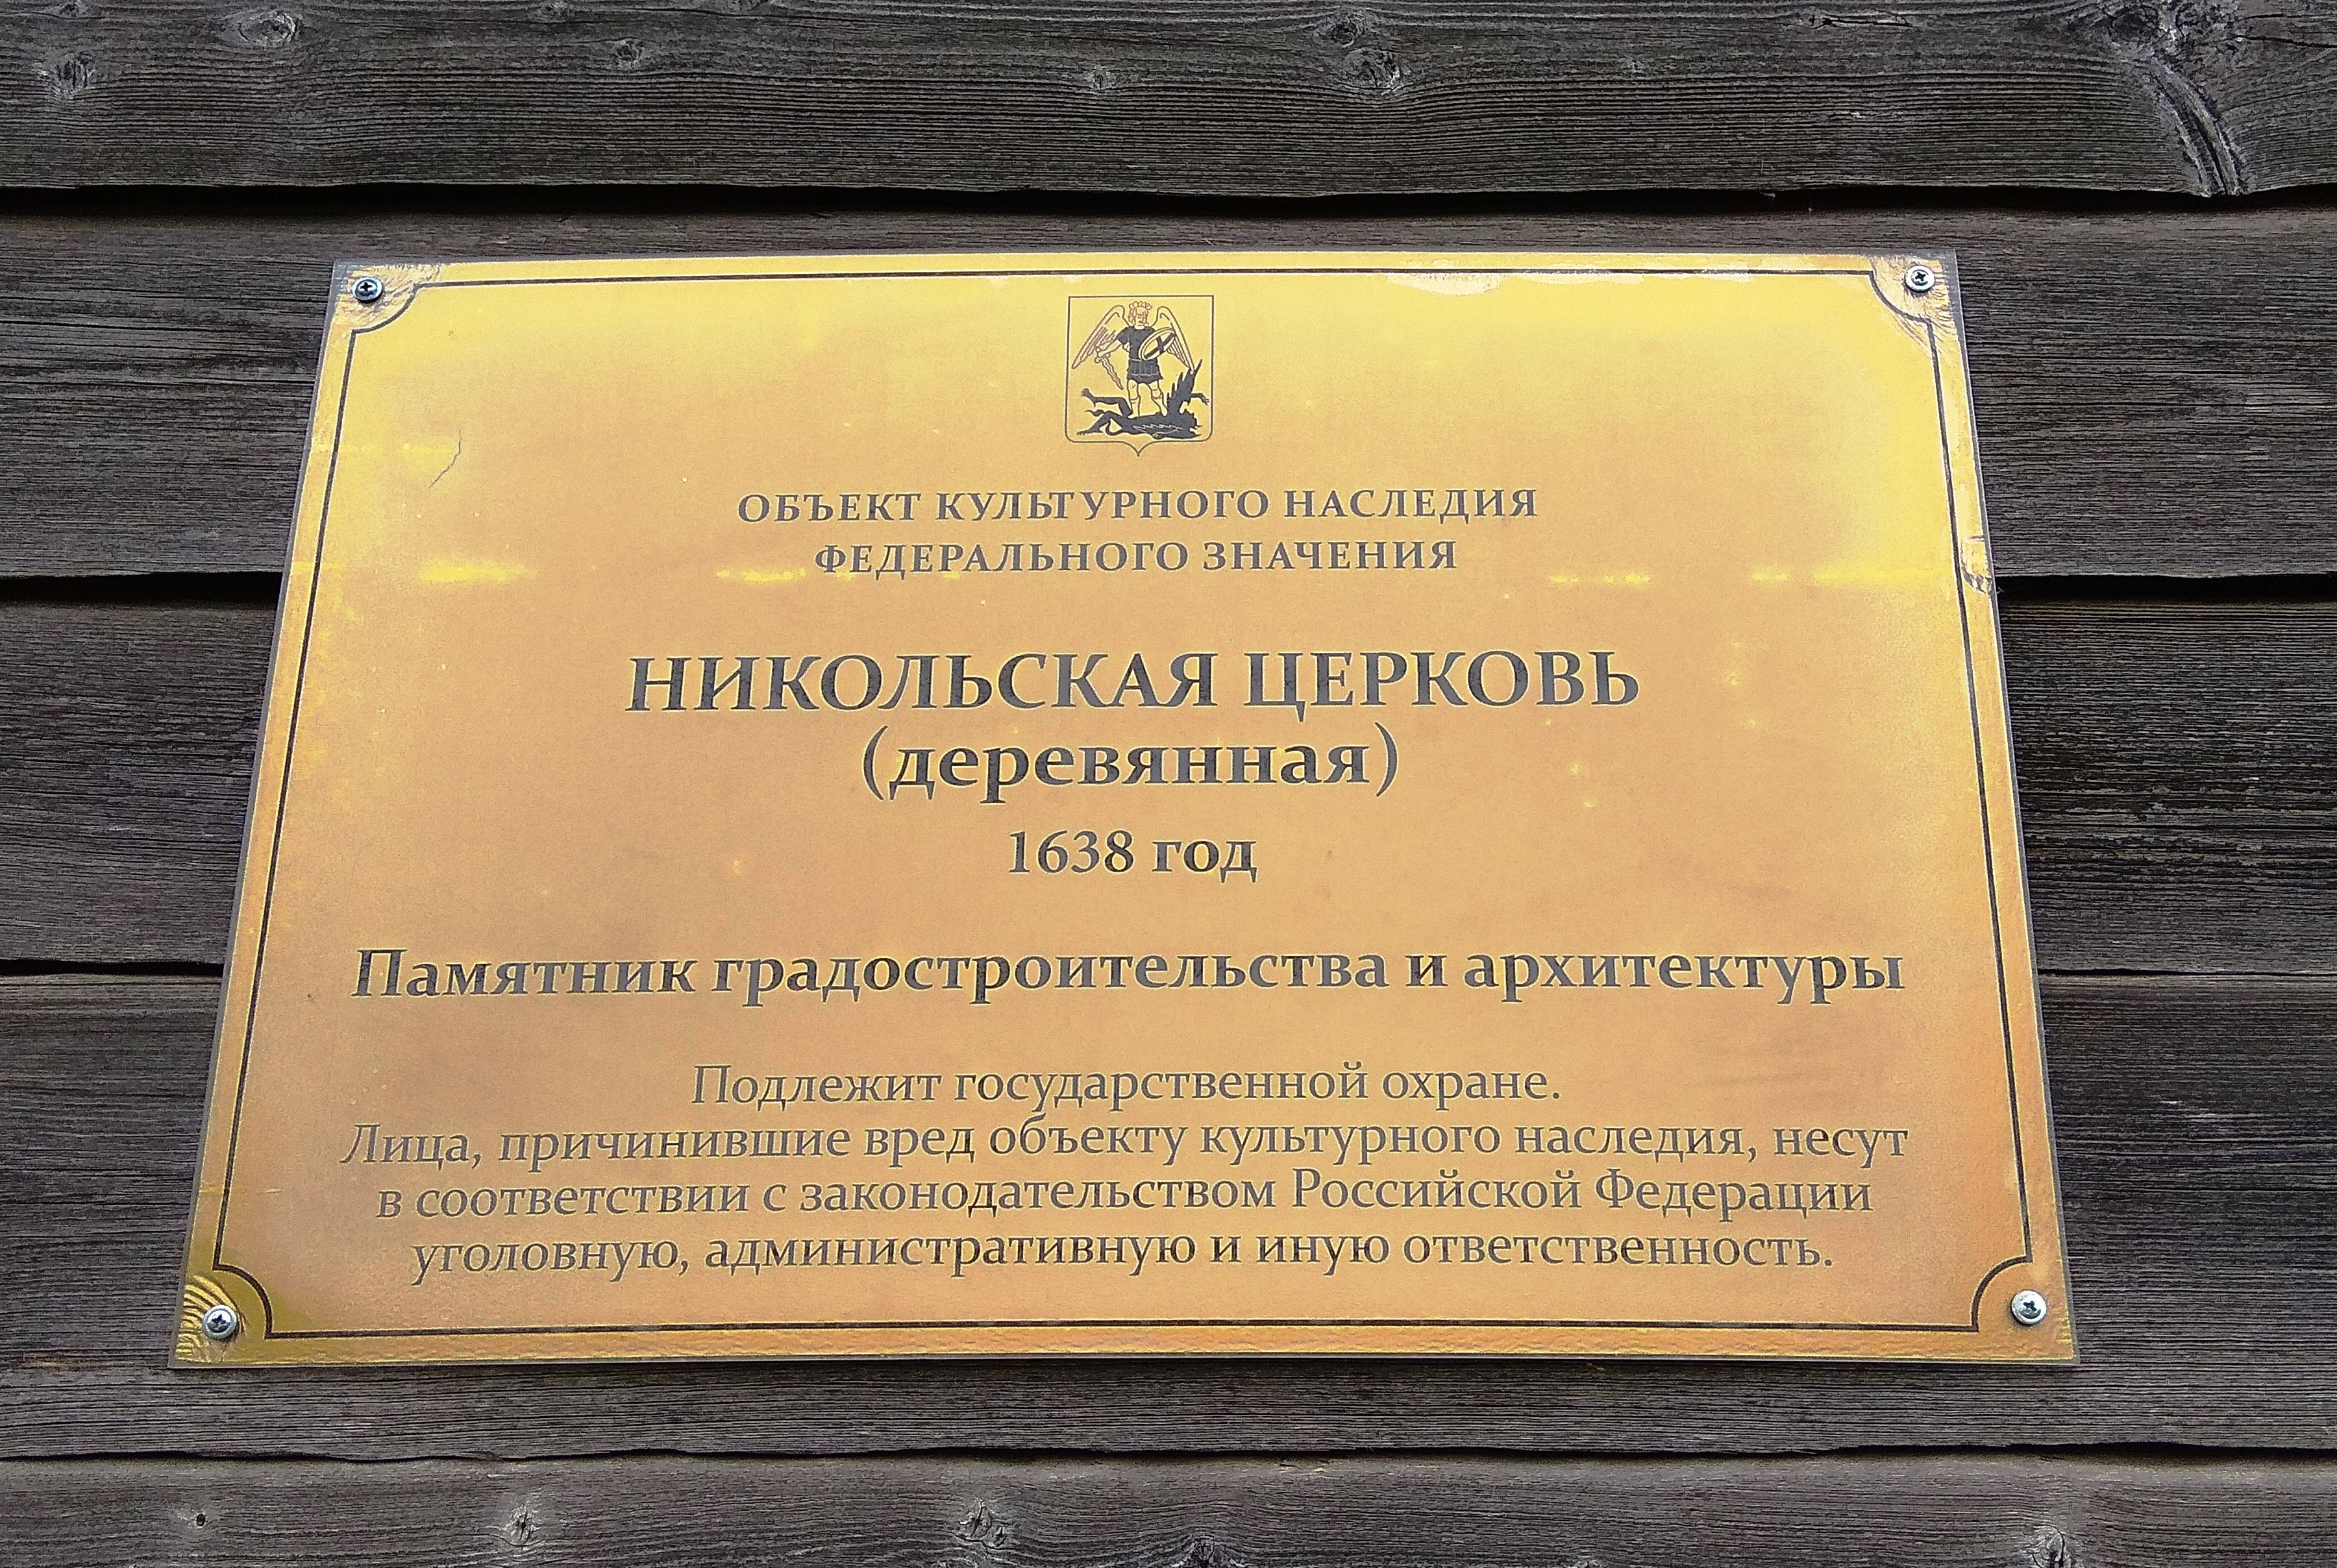 ОБЪЕКТ КУЛЬТУРНОГО НАСЛЕДИЯ
ФЕДЕРАЛЬНОГО ЗНАЧЕНИЯ
НИКОЛЬСКАЯ ЦЕРКОВЬ
(деревянная)
1638 год
Памятник градостроительства и архитектуры
Подлежит государственной охране.
Лица, причинившие вред объекту культурного наследия, несут
в соответствии с законодательством Российской Федерации
уголовную, административную и иную ответственность.